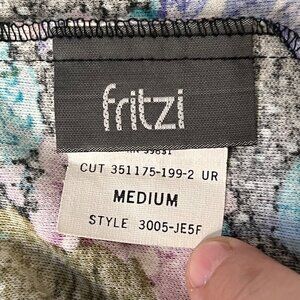 fritzi
CUT 351175-199-2 UR
MEDIUM
STYLE 3005-JE5F